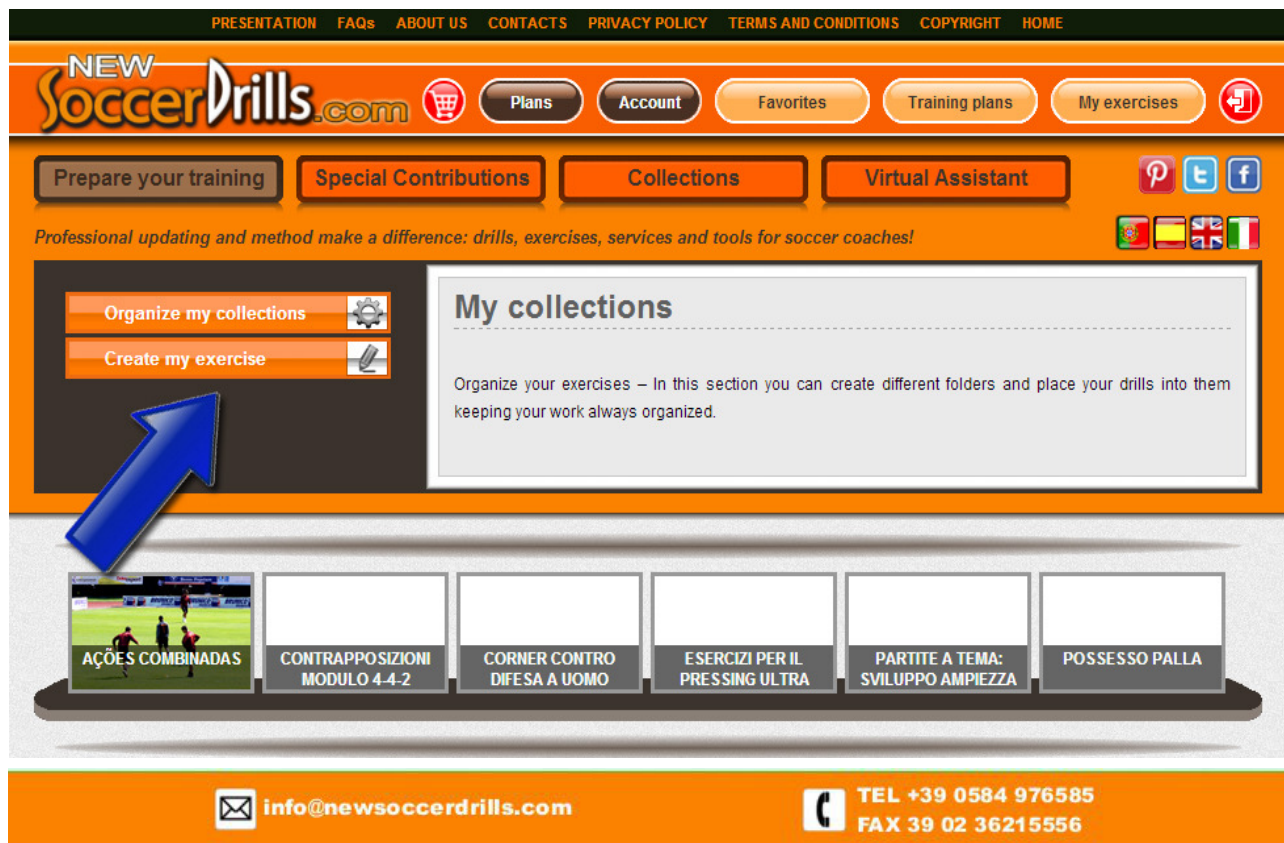 PRESENTATION FAQs ABOUT US CONTACTS PRIVACY POLICY TERMS AND CONDITIONS COPYRIGHT HOME
NEW
SoccerDrills.com
Plans Account Favorites Training plans My exercises
Prepare your training Special Contributions Collections Virtual Assistant
Professional updating and method make a difference: drills, exercises, services and tools for soccer coaches!
Organize my collections
Create my exercise
My collections
Organize your exercises – In this section you can create different folders and place your drills into them
keeping your work always organized.
AÇÕES COMBINADAS
CONTRAPPOSIZIONI
MODULO 4-4-2
CORNER CONTRO
DIFESA A UOMO
ESERCIZI PER IL
PRESSING ULTRA
PARTITE A TEMA:
SVILUPPO AMPIEZZA
POSSESSO PALLA
info@newsoccerdrills.com
TEL +39 0584 976585
FAX 39 02 36215556